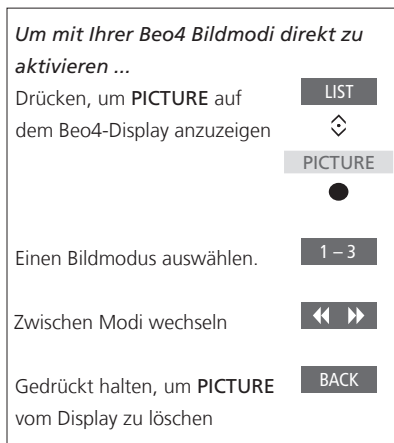 Um mit Ihrer Beo4 Bildmodi direkt zu
aktivieren ...
Drücken, um PICTURE auf
dem Beo4-Display anzuzeigen
LIST
PICTURE
Einen Bildmodus auswählen.
1 – 3
Zwischen Modi wechseln
Gedrückt halten, um PICTURE
vom Display zu löschen
BACK